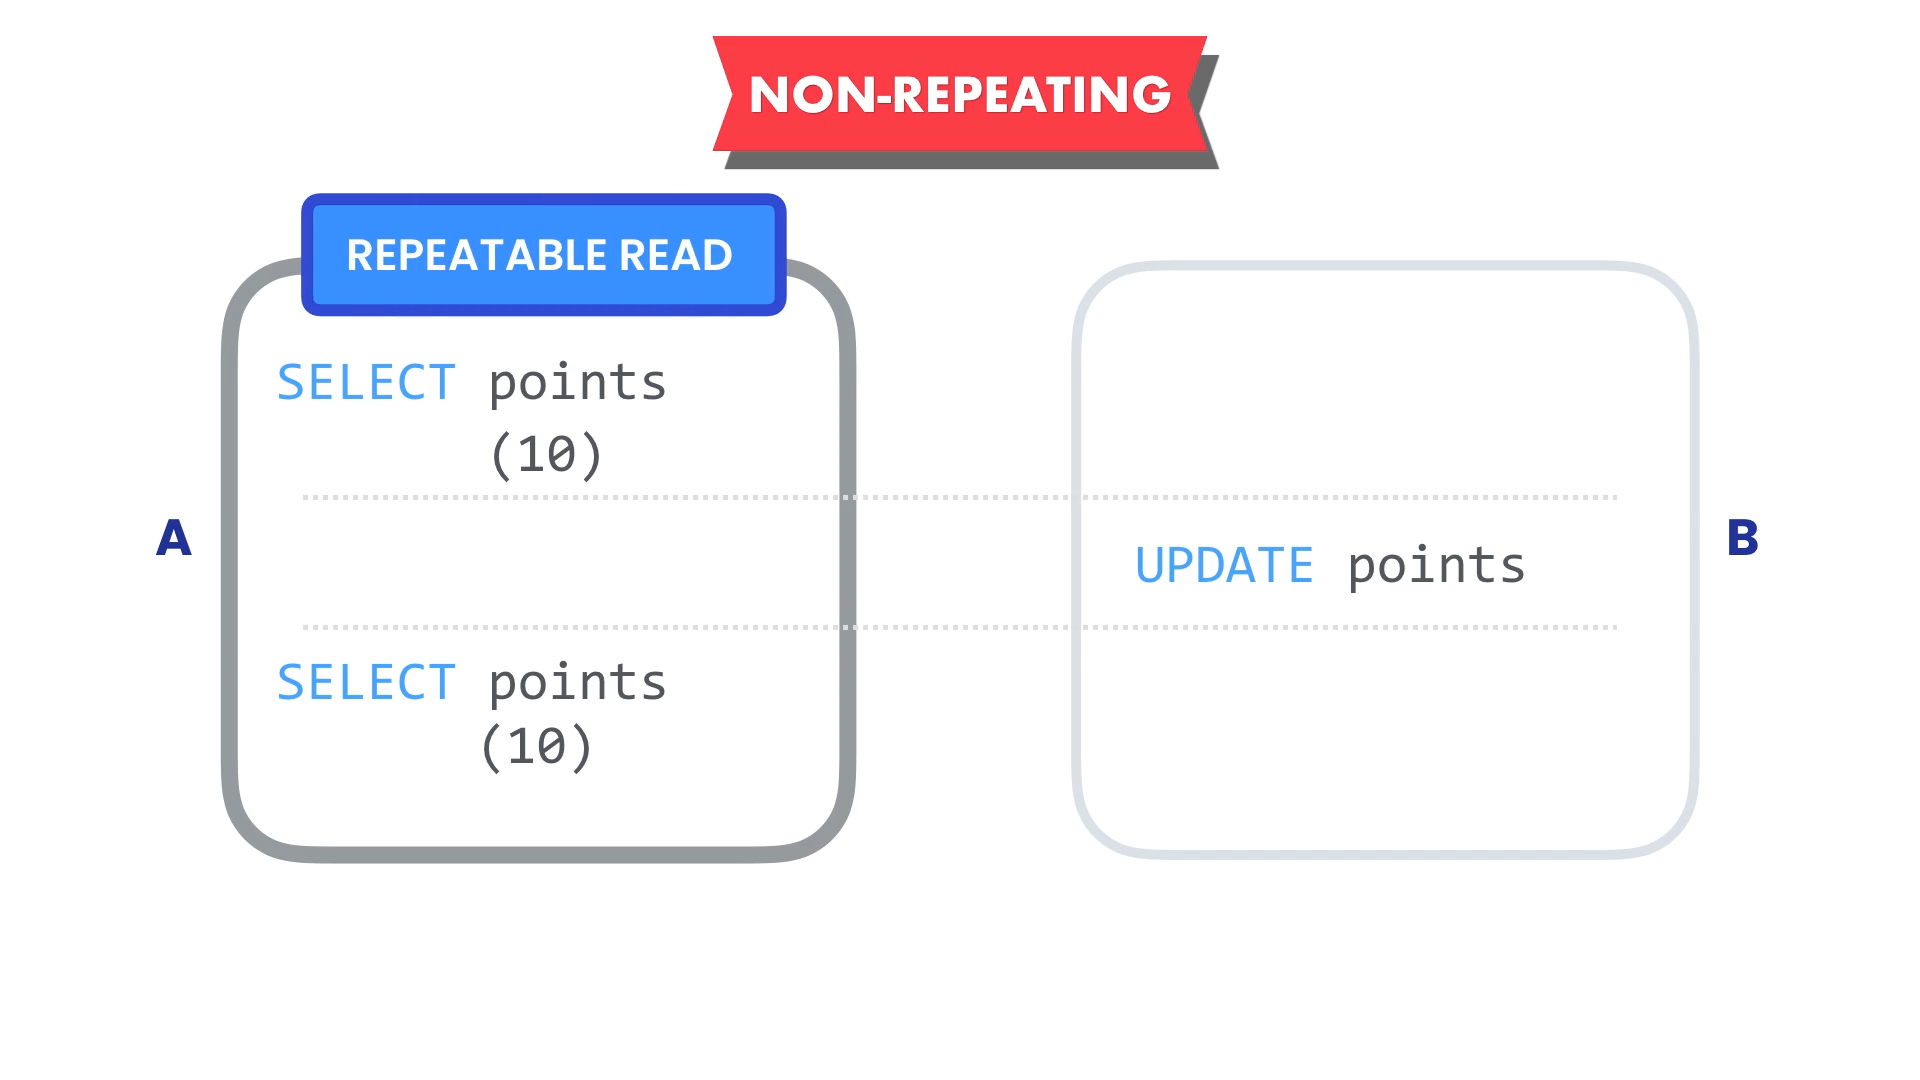 NON-REPEATING
REPEATABLE READ
SELECT points
(10)
A
UPDATE points
B
SELECT points
(10)